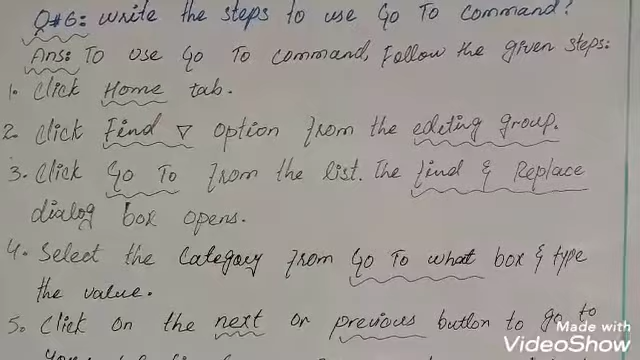 Q#6: Write the steps to use Go To command?
Ans: To use Go To command, Follow the given steps:
1. Click Home tab.
2. Click Find ▽ option from the editing group.
3. Click Go To from the list. The find & Replace
dialog box opens.
4. Select the Category from Go To what box & type
the value.
5. Click on the next or previous button to go to
Made with
VideoShow